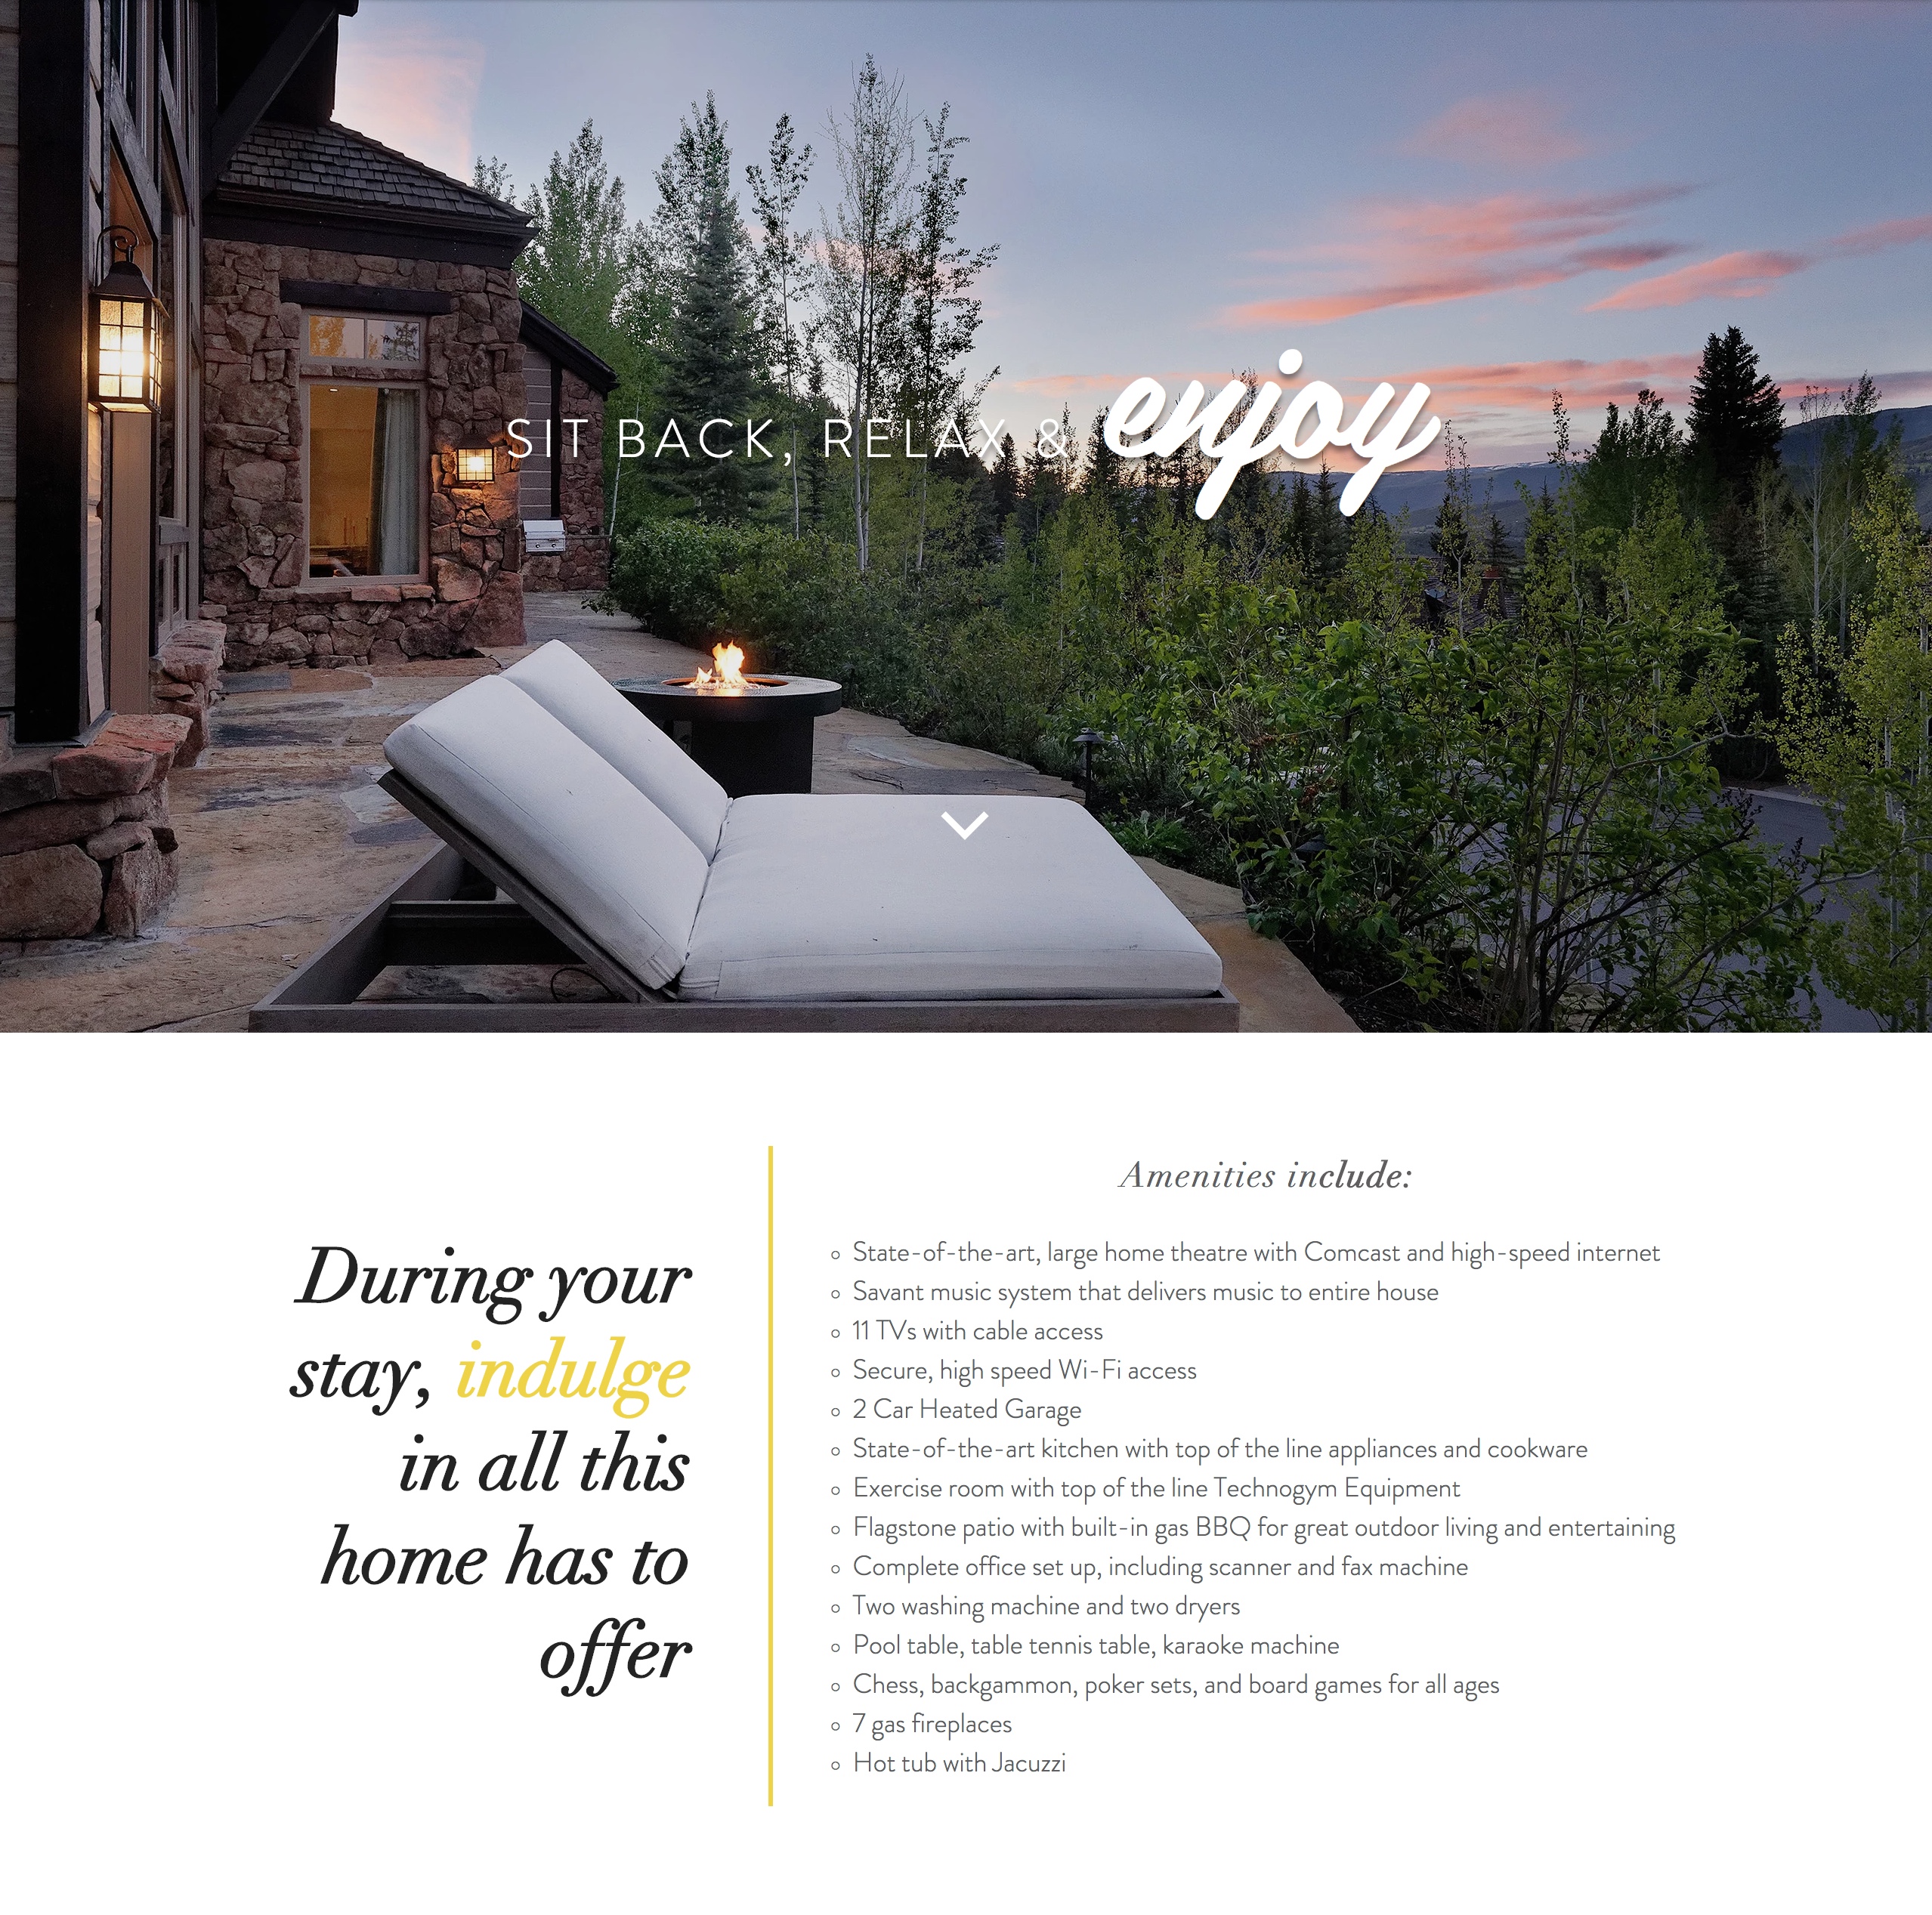 SIT BACK, RELAX & enjoy
During your
stay, indulge
in all this
home has to
offer
Amenities include:
State-of-the-art, large home theatre with Comcast and high-speed internet
Savant music system that delivers music to entire house
11 TVs with cable access
Secure, high speed Wi-Fi access
2 Car Heated Garage
State-of-the-art kitchen with top of the line appliances and cookware
Exercise room with top of the line Technogym Equipment
Flagstone patio with built-in gas BBQ for great outdoor living and entertaining
Complete office set up, including scanner and fax machine
Two washing machine and two dryers
Pool table, table tennis table, karaoke machine
Chess, backgammon, poker sets, and board games for all ages
7 gas fireplaces
Hot tub with Jacuzzi